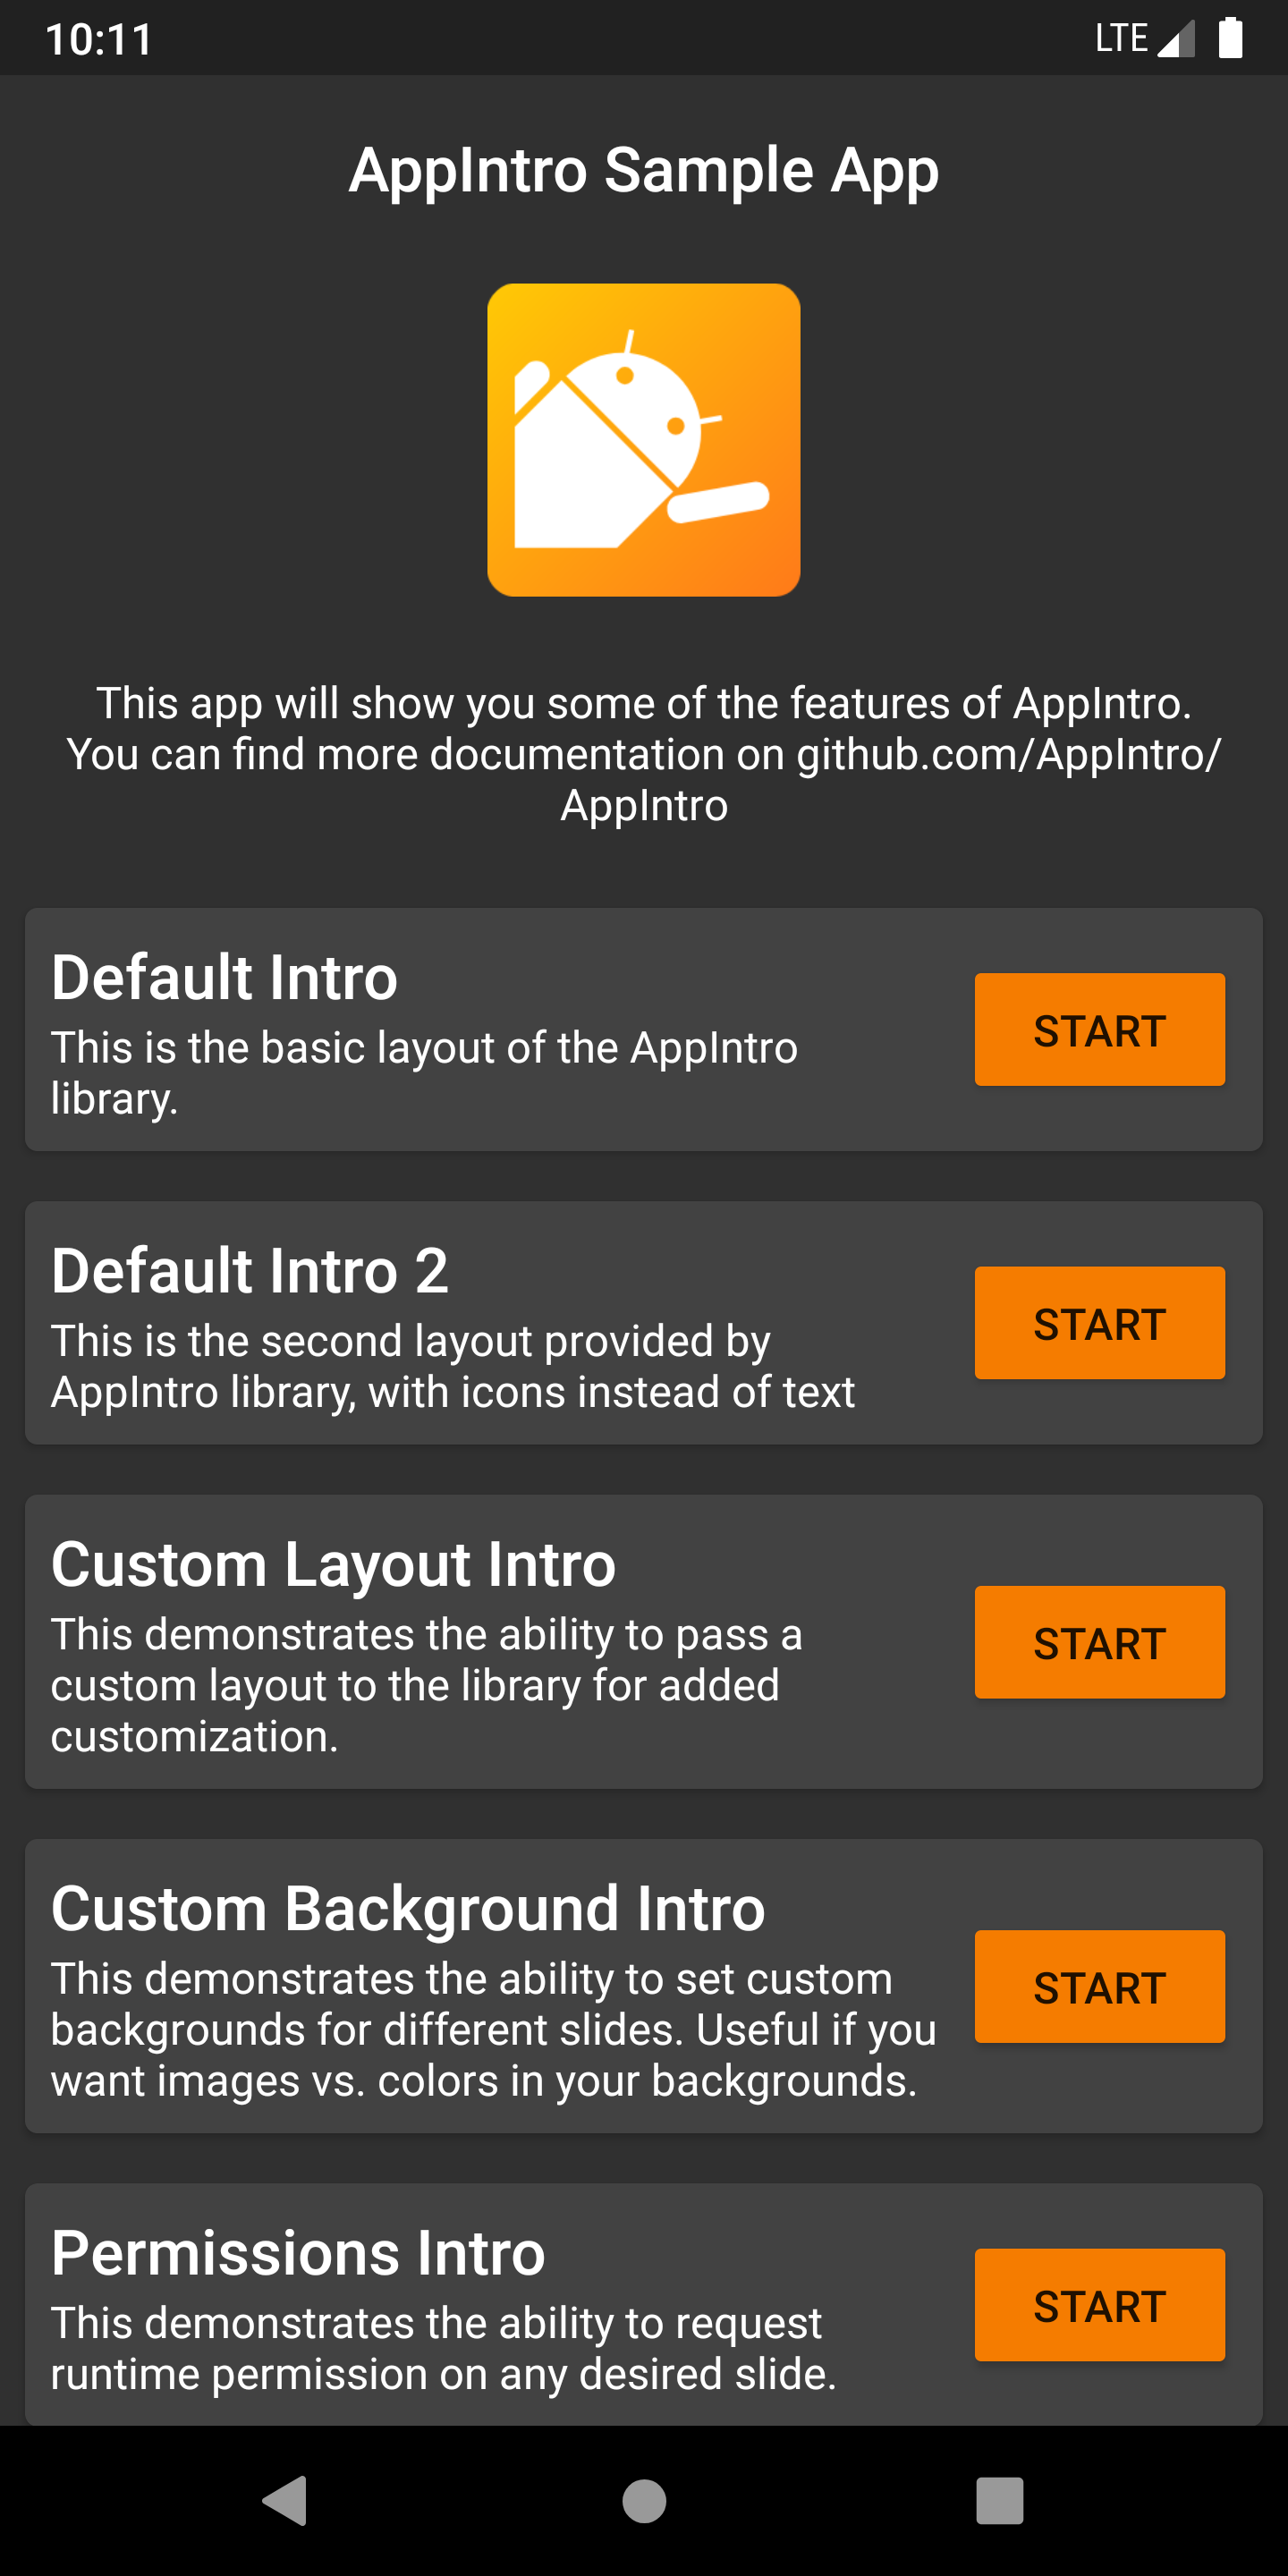 10:11
LTE
AppIntro Sample App
This app will show you some of the features of AppIntro.
You can find more documentation on github.com/AppIntro/
AppIntro
Default Intro
This is the basic layout of the AppIntro
library.
START
Default Intro 2
This is the second layout provided by
AppIntro library, with icons instead of text
START
Custom Layout Intro
This demonstrates the ability to pass a
custom layout to the library for added
customization.
START
Custom Background Intro
This demonstrates the ability to set custom
backgrounds for different slides. Useful if you
want images vs. colors in your backgrounds.
START
Permissions Intro
This demonstrates the ability to request
runtime permission on any desired slide.
START